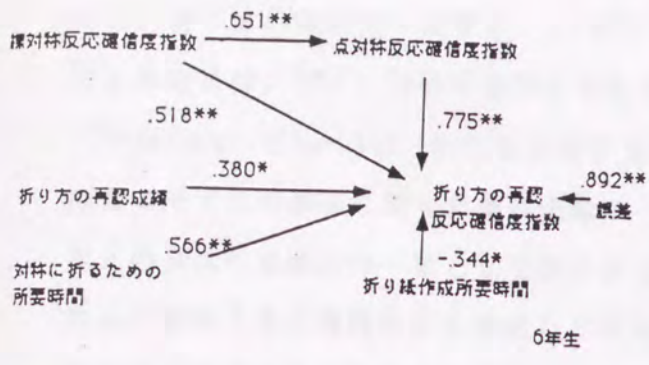 .651**
線対称反応確信度指数
点対称反応確信度指数
.518**
.775**
.380*
.892**
折り方の再認成績
折り方の再認
反応確信度指数
誤差
.566**
対称に折るための
所要時間
-.344*
折り紙作成所要時間
6年生